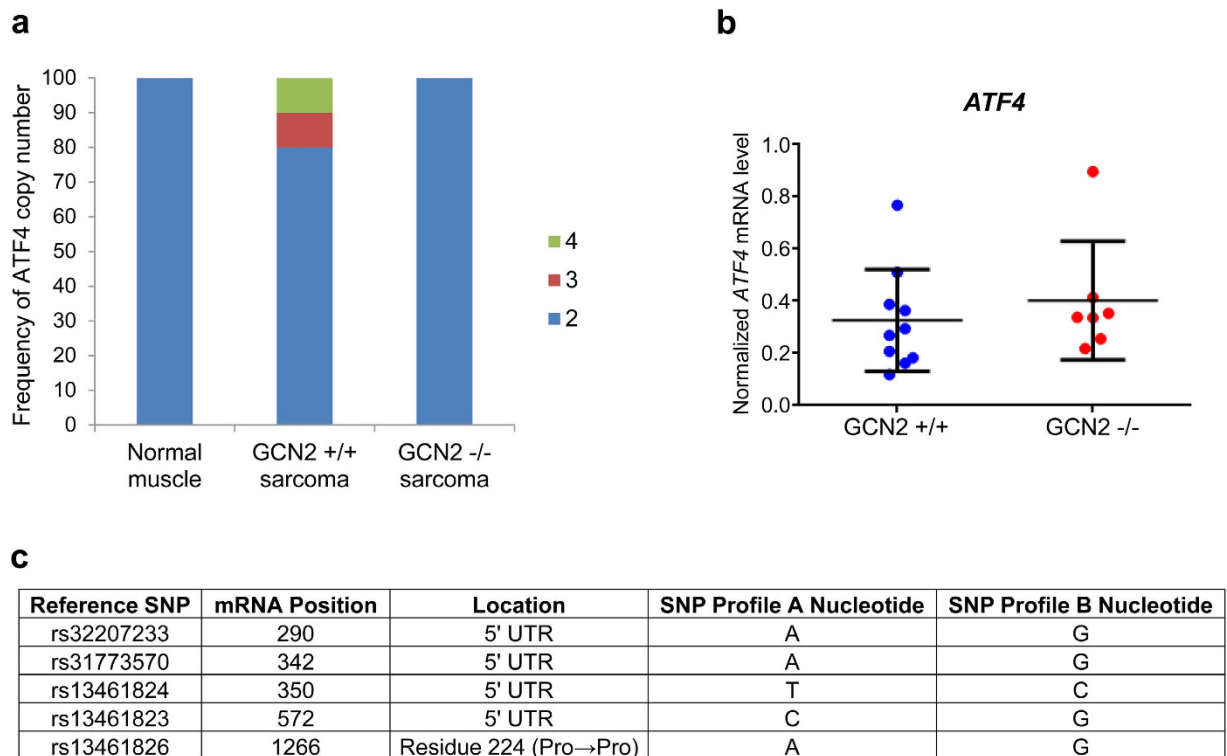 a
Frequency of ATF4 copy number
100
90
80
70
60
50
40
30
20
10
0
Normal muscle
GCN2 +/+ sarcoma
GCN2 -/- sarcoma
4
3
2
b
ATF4
Normalized ATF4 mRNA level
1.0
0.8
0.6
0.4
0.2
0.0
GCN2 +/+
GCN2 -/-
c
Reference SNP mRNA Position Location SNP Profile A Nucleotide SNP Profile B Nucleotide
rs32207233 290 5' UTR A G
rs31773570 342 5' UTR A G
rs13461824 350 5' UTR T C
rs13461823 572 5' UTR C G
rs13461826 1266 Residue 224 (Pro→Pro) A G